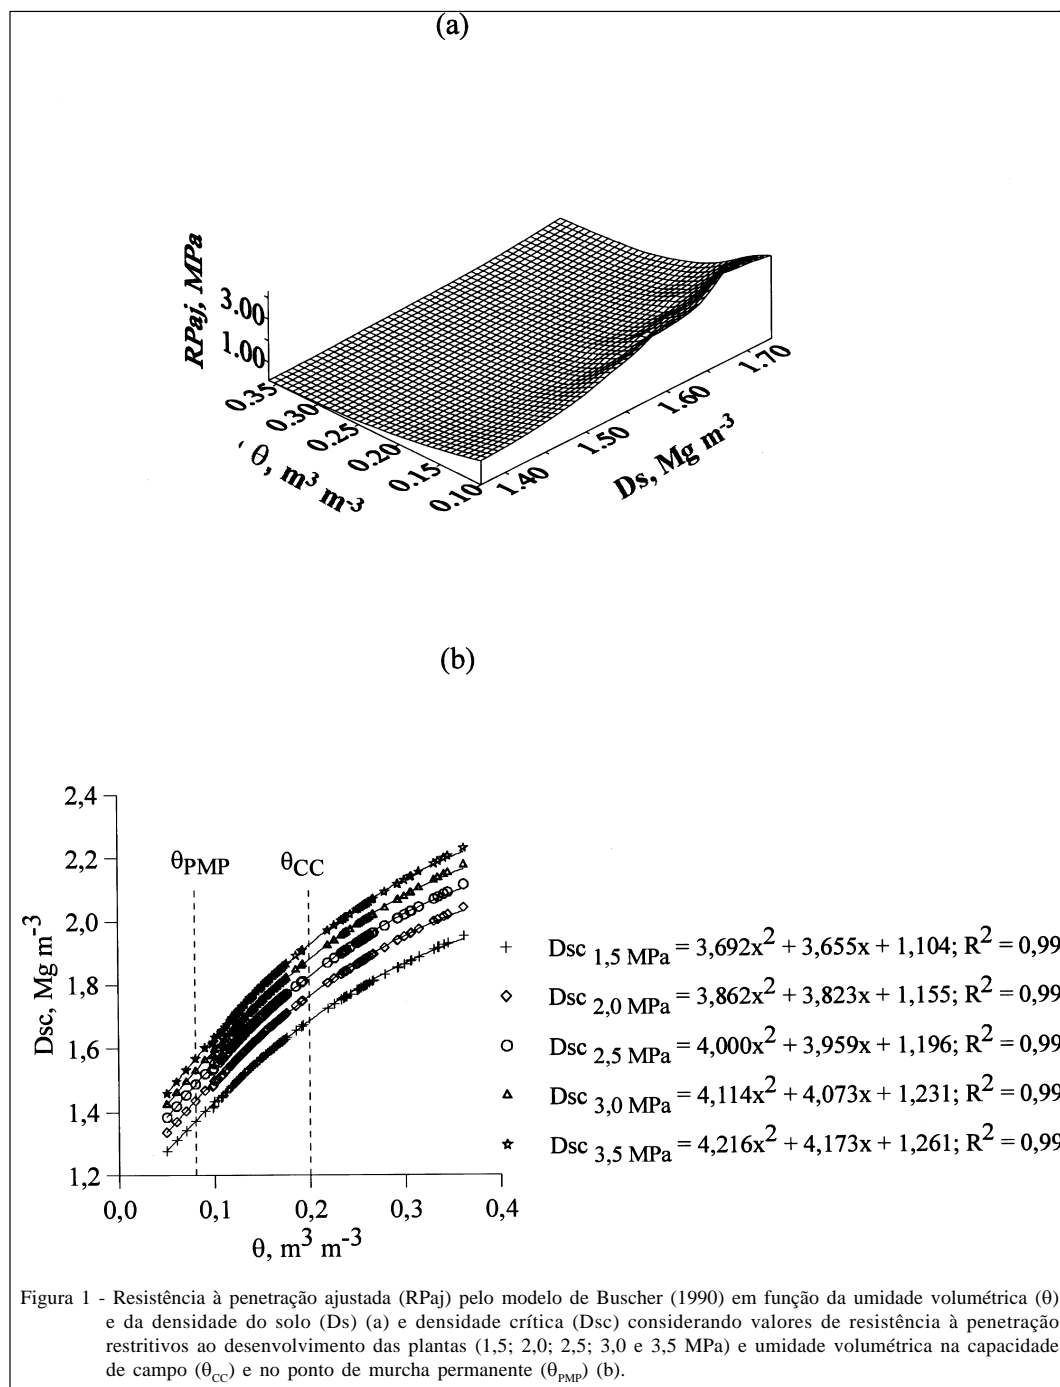 (a)
RPaj, MPa
3.00
1.00
0.35
0.30
0.25
0.20
0.15
0.10
θ, m³ m⁻³
1.40
1.50
1.60
1.70
Ds, Mg m⁻³
(b)
2,4
2,2
2,0
1,8
1,6
1,4
1,2
Dsc, Mg m⁻³
θPMP
θCC
0,0 0,1 0,2 0,3 0,4
θ, m³ m⁻³
+ Dsc 1,5 MPa = 3,692x² + 3,655x + 1,104; R² = 0,99
Dsc 2,0 MPa = 3,862x² + 3,823x + 1,155; R² = 0,99
Dsc 2,5 MPa = 4,000x² + 3,959x + 1,196; R² = 0,99
Dsc 3,0 MPa = 4,114x² + 4,073x + 1,231; R² = 0,99
Dsc 3,5 MPa = 4,216x² + 4,173x + 1,261; R² = 0,99
Figura 1 - Resistência à penetração ajustada (RPaj) pelo modelo de Buscher (1990) em função da umidade volumétrica (θ)
e da densidade do solo (Ds) (a) e densidade crítica (Dsc) considerando valores de resistência à penetração
restritivos ao desenvolvimento das plantas (1,5; 2,0; 2,5; 3,0 e 3,5 MPa) e umidade volumétrica na capacidade
de campo (θCC) e no ponto de murcha permanente (θPMP) (b).